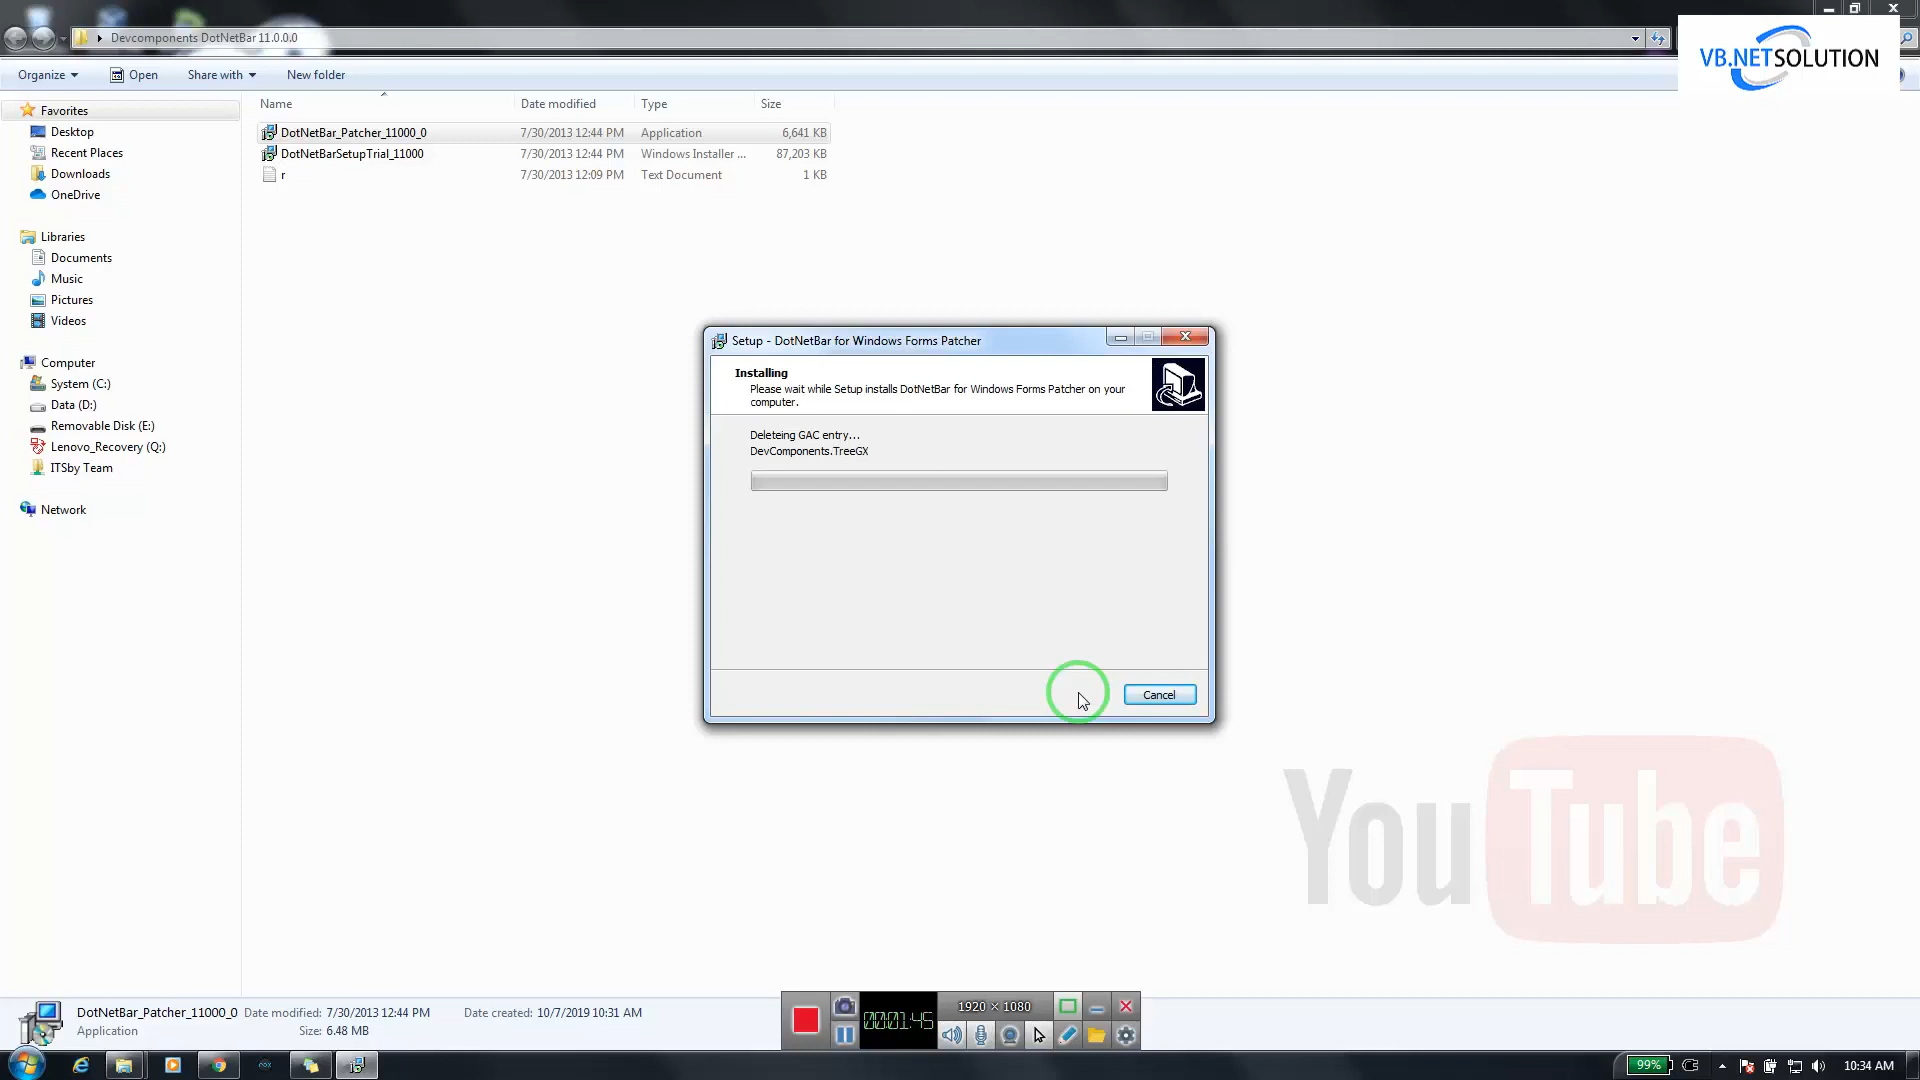 Devcomponents DotNetBar 11.0.0.0
VB.NETSOLUTION
Organize Open Share with New folder
Name Date modified Type Size
Favorites
Desktop
Recent Places
Downloads
OneDrive
Libraries
Documents
Music
Pictures
Videos
Computer
System (C:)
Data (D:)
Removable Disk (E:)
Lenovo_Recovery (Q:)
ITSby Team
Network
DotNetBar_Patcher_11000_0 7/30/2013 12:44 PM Application 6,641 KB
DotNetBarSetupTrial_11000 7/30/2013 12:44 PM Windows Installer ... 87,203 KB
r 7/30/2013 12:09 PM Text Document 1 KB
Setup - DotNetBar for Windows Forms Patcher
Installing
Please wait while Setup installs DotNetBar for Windows Forms Patcher on your
computer.
Deleteing GAC entry...
DevComponents.TreeGX
Cancel
YouTube
DotNetBar_Patcher_11000_0 Date modified: 7/30/2013 12:44 PM Date created: 10/7/2019 10:31 AM
Application Size: 6.48 MB
1920 × 1080
00:01:45
99%
10:34 AM